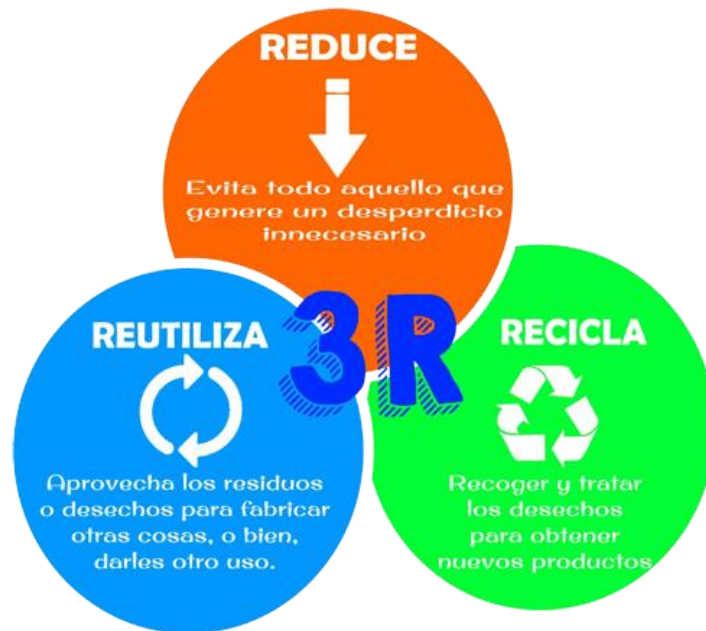 REDUCE
Evita todo aquello que
genere un desperdicio
innecesario
3R
REUTILIZA
Aprovecha los residuos
o desechos para fabricar
otras cosas, o bien,
darles otro uso.
RECICLA
Recoger y tratar
los desechos
para obtener
nuevos productos